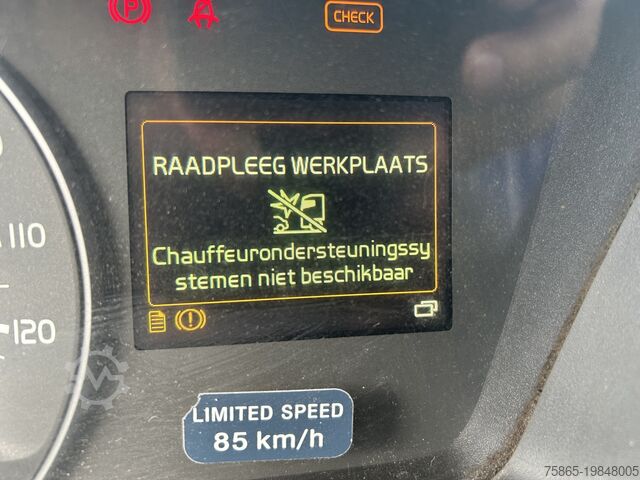 P
CHECK
RAADPLEEG WERKPLAATS
Chauffeurondersteuningssy
stemen niet beschikbaar
110
120
LIMITED SPEED
85 km/h
75865-19848005